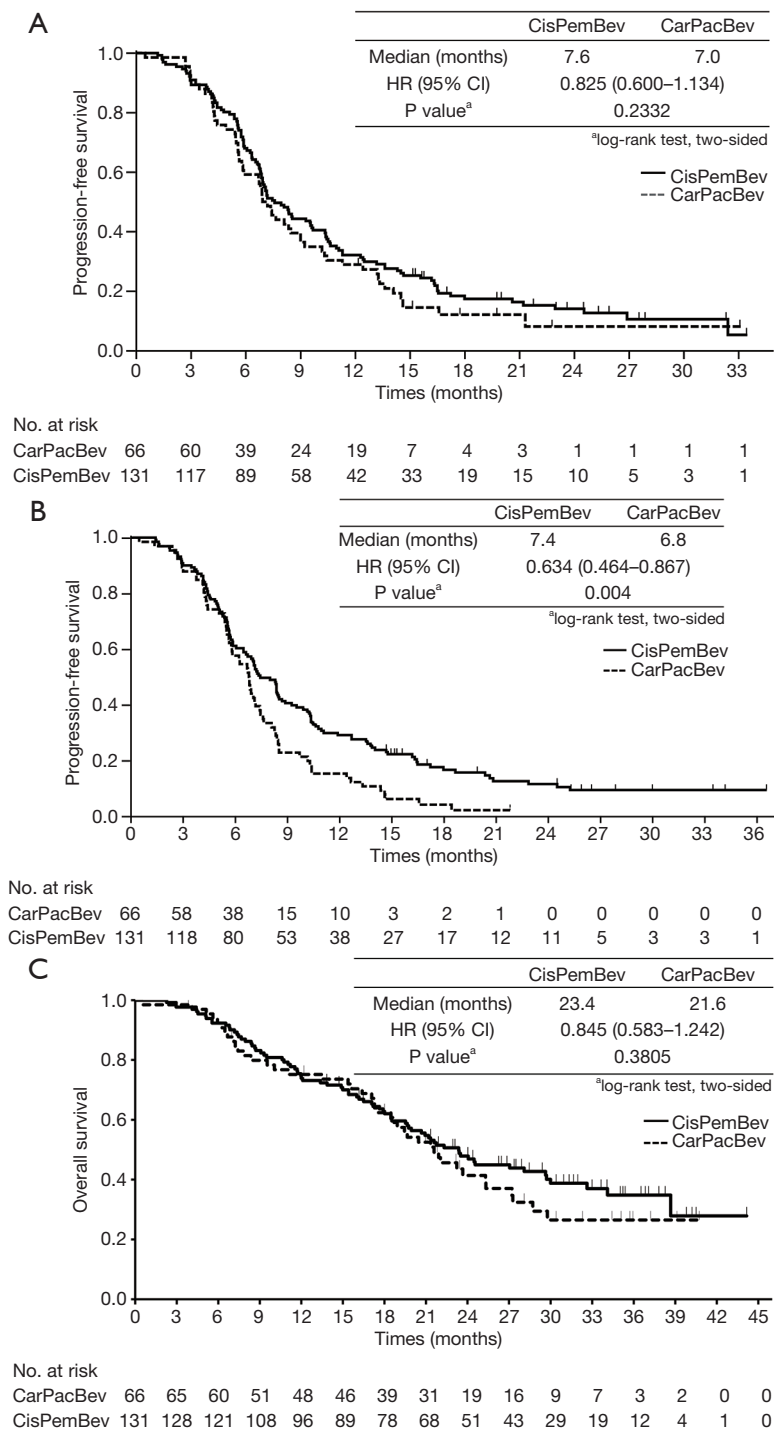 A
CisPemBev CarPacBev
Median (months) 7.6 7.0
HR (95% CI) 0.825 (0.600–1.134)
P valueª 0.2332
ªlog-rank test, two-sided
CisPemBev
CarPacBev
Progression-free survival
1.0
0.8
0.6
0.4
0.2
0.0
0 3 6 9 12 15 18 21 24 27 30 33
Times (months)
No. at risk
CarPacBev 66 60 39 24 19 7 4 3 1 1 1 1
CisPemBev 131 117 89 58 42 33 19 15 10 5 3 1
B
CisPemBev CarPacBev
Median (months) 7.4 6.8
HR (95% CI) 0.634 (0.464–0.867)
P valueª 0.004
ªlog-rank test, two-sided
CisPemBev
CarPacBev
Progression-free survival
1.0
0.8
0.6
0.4
0.2
0.0
0 3 6 9 12 15 18 21 24 27 30 33 36
Times (months)
No. at risk
CarPacBev 66 58 38 15 10 3 2 1 0 0 0 0 0
CisPemBev 131 118 80 53 38 27 17 12 11 5 3 3 1
C
CisPemBev CarPacBev
Median (months) 23.4 21.6
HR (95% CI) 0.845 (0.583–1.242)
P valueª 0.3805
ªlog-rank test, two-sided
CisPemBev
CarPacBev
Overall survival
1.0
0.8
0.6
0.4
0.2
0.0
0 3 6 9 12 15 18 21 24 27 30 33 36 39 42 45
Times (months)
No. at risk
CarPacBev 66 65 60 51 48 46 39 31 19 16 9 7 3 2 0 0
CisPemBev 131 128 121 108 96 89 78 68 51 43 29 19 12 4 1 0